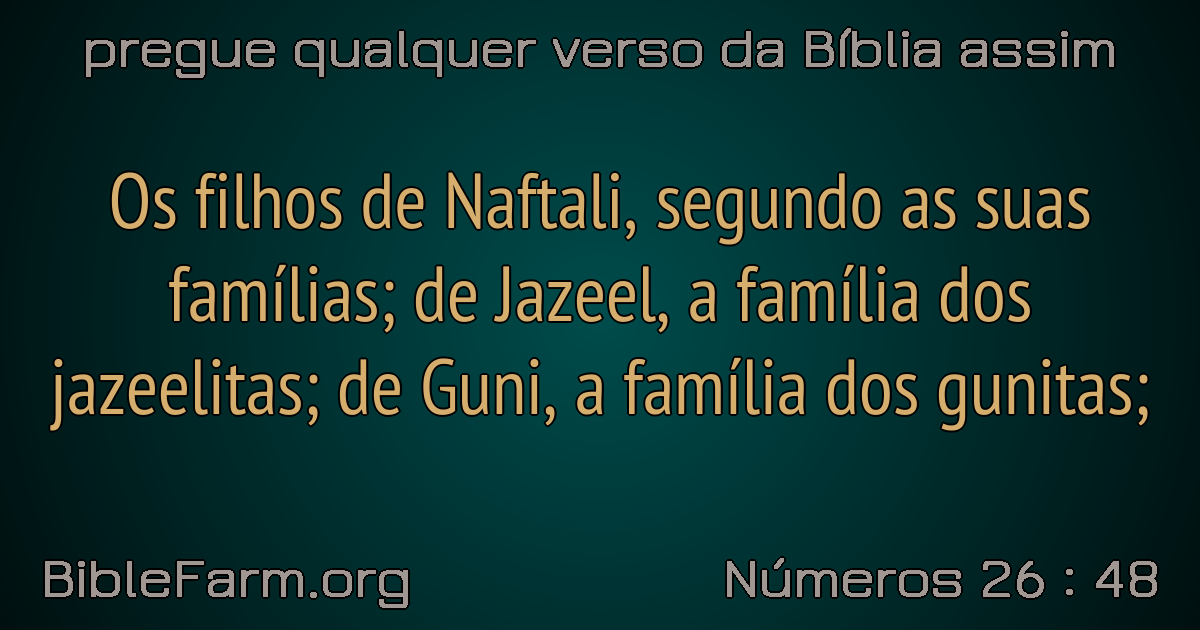 pregue qualquer verso da Bíblia assim
Os filhos de Naftali, segundo as suas
famílias; de Jazeel, a família dos
jazeelitas; de Guni, a família dos gunitas;
BibleFarm.org
Números 26 : 48